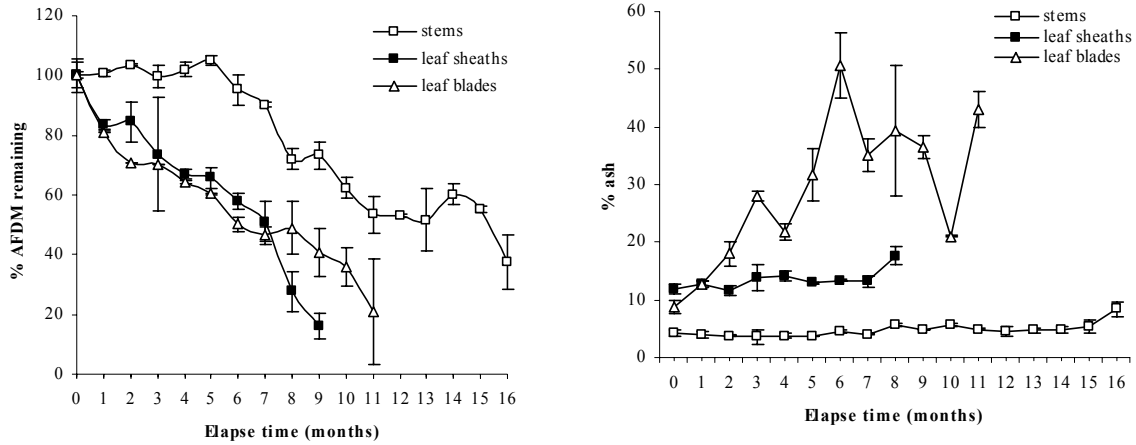 % AFDM remaining
120
100
80
60
40
20
0
stems
leaf sheaths
leaf blades
0 1 2 3 4 5 6 7 8 9 10 11 12 13 14 15 16
Elapse time (months)
% ash
60
50
40
30
20
10
0
stems
leaf sheaths
leaf blades
0 1 2 3 4 5 6 7 8 9 10 11 12 13 14 15 16
Elapse time (months)